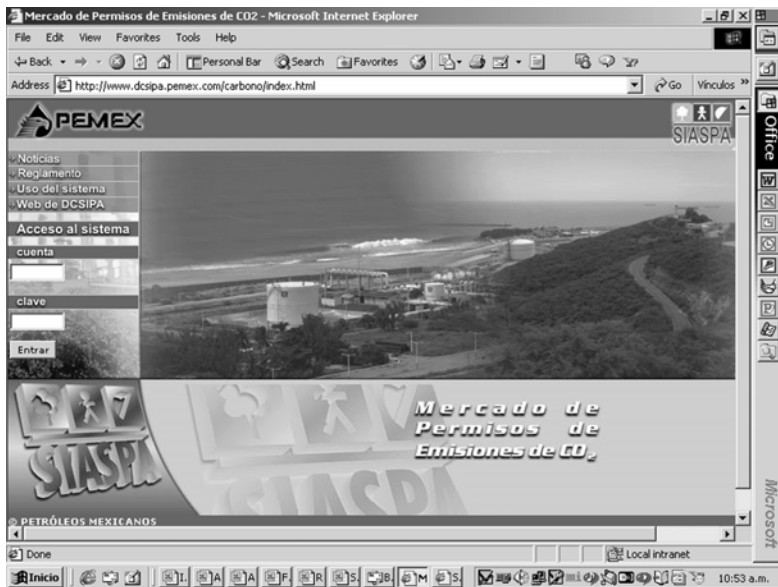 Mercado de Permisos de Emisiones de CO2 - Microsoft Internet Explorer
File Edit View Favorites Tools Help
Back Personal Bar Search Favorites
Address http://www.dcsipa.pemex.com/carbono/index.html Go Vínculos »
PEMEX
SIASPA
Noticias
Reglamento
Uso del sistema
Web de DCSIPA
Acceso al sistema
cuenta
clave
Entrar
SIASPA
SIASPA
Mercado de
Permisos de
Emisiones de CO2
© PETRÓLEOS MEXICANOS
Done Local intranet
Inicio 10:53 a.m.
Office
Microsoft